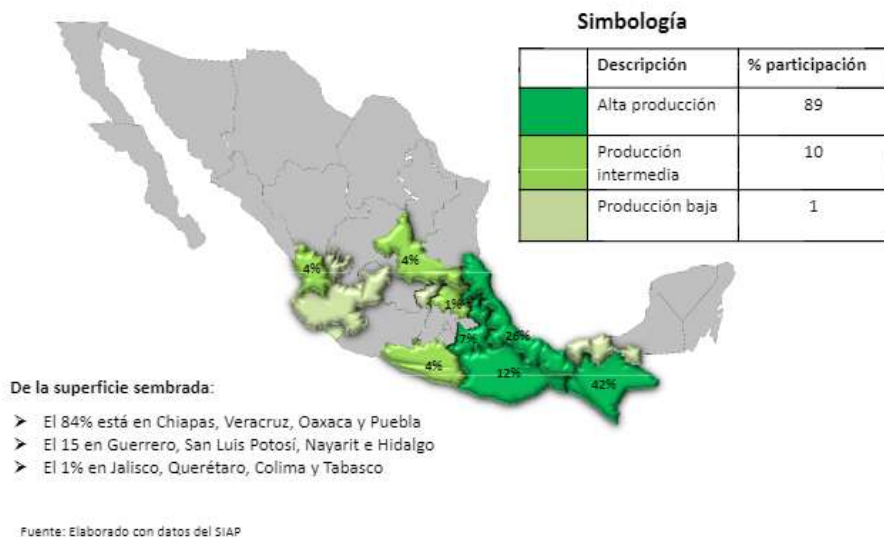 Simbología
Descripción % participación
Alta producción 89
Producción 10
intermedia
Producción baja 1
4%
4%
1%
7%
26%
4%
12%
42%
De la superficie sembrada:
➤ El 84% está en Chiapas, Veracruz, Oaxaca y Puebla
➤ El 15 en Guerrero, San Luis Potosí, Nayarit e Hidalgo
➤ El 1% en Jalisco, Querétaro, Colima y Tabasco
Fuente: Elaborado con datos del SIAP